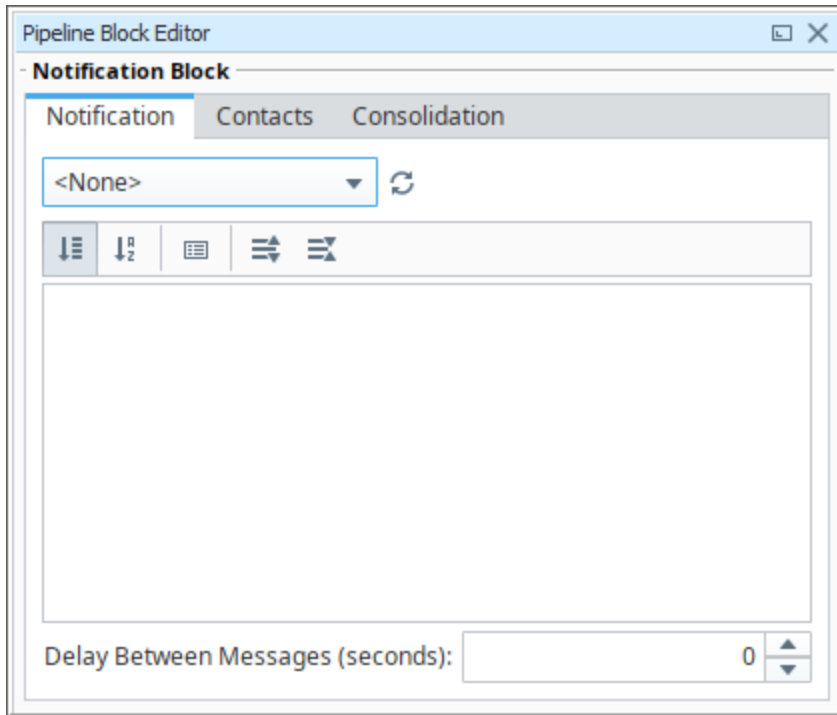 Pipeline Block Editor
Notification Block
Notification Contacts Consolidation
<None>
A
Z
Delay Between Messages (seconds): 0